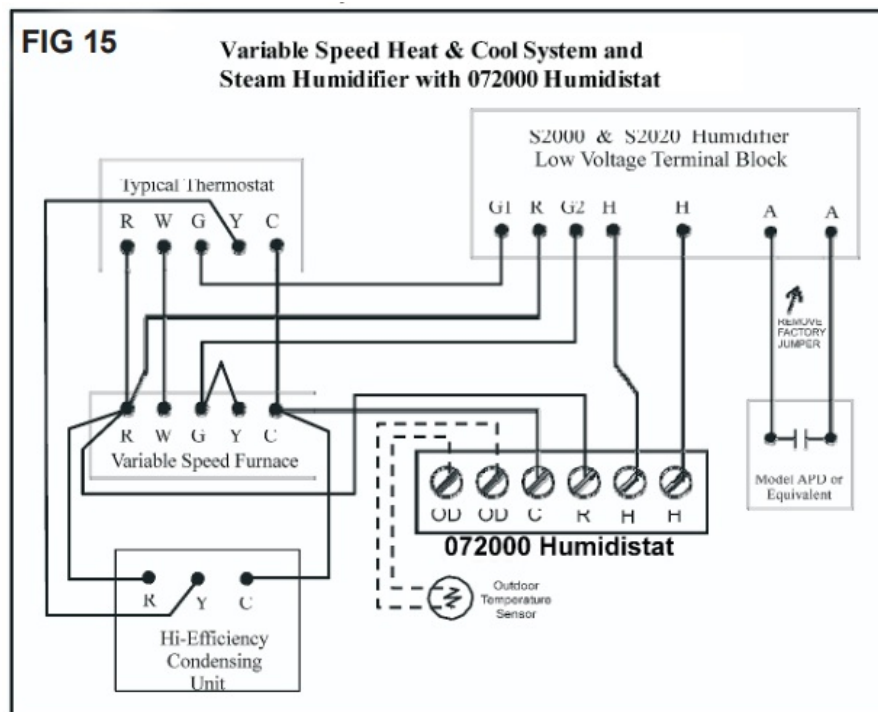 FIG 15
Variable Speed Heat & Cool System and
Steam Humidifier with 072000 Humidistat
S2000 & S2020 Humidifier
Low Voltage Terminal Block
G1 R G2 H H A A
Typical Thermostat
R W G Y C
REMOVE
FACTORY
JUMPER
R W G Y C
Variable Speed Furnace
Model APD or
Equivalent
OD OD C R H H
072000 Humidistat
Outdoor
Temperature
Sensor
R Y C
Hi-Efficiency
Condensing
Unit